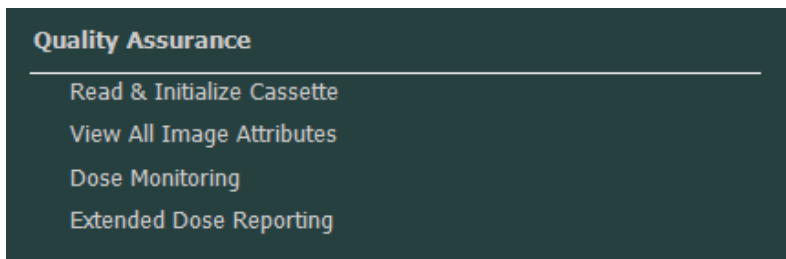 Quality Assurance
Read & Initialize Cassette
View All Image Attributes
Dose Monitoring
Extended Dose Reporting